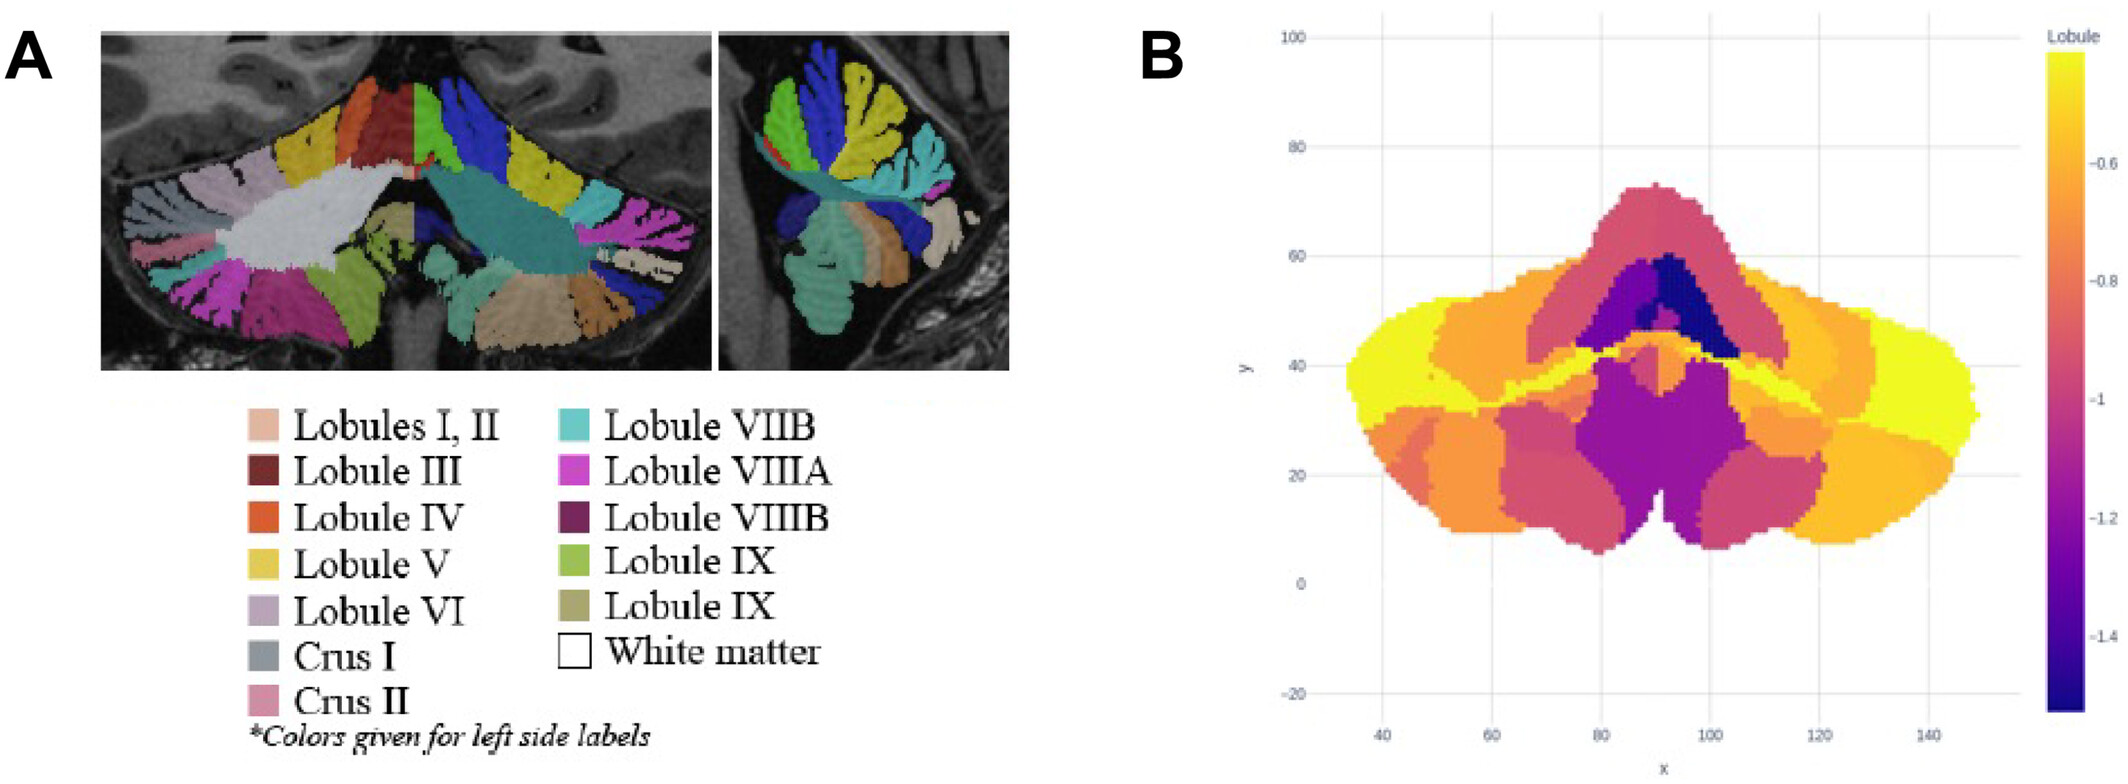 A
Lobules I, II
Lobule III
Lobule IV
Lobule V
Lobule VI
Crus I
Crus II
Lobule VIIB
Lobule VIIIA
Lobule VIIIB
Lobule IX
Lobule IX
White matter
*Colors given for left side labels
B
100
80
60
40
20
0
−20
y
40
60
80
100
120
140
x
Lobule
−0.6
−0.8
−1
−1.2
−1.4